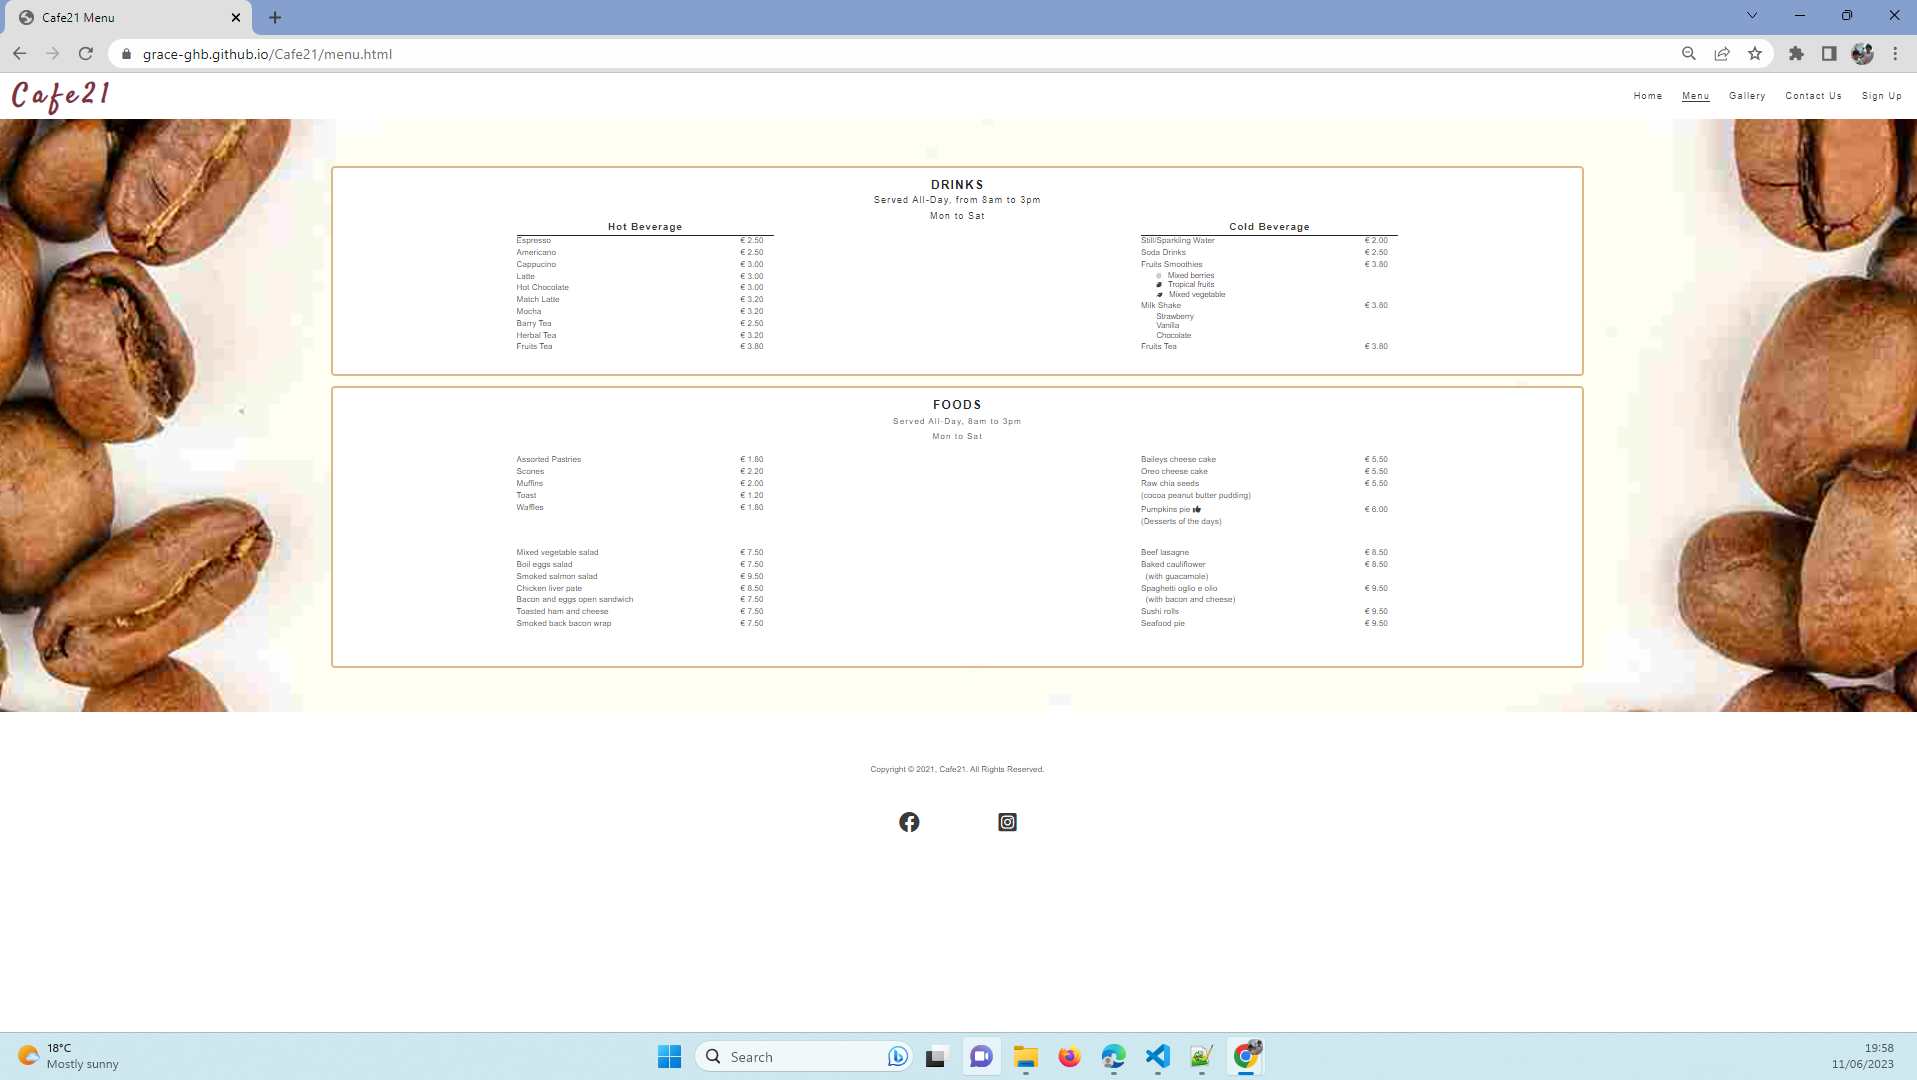 Cafe21 Menu
grace-ghb.github.io/Cafe21/menu.html
Cafe21
Home Menu Gallery Contact Us Sign Up
DRINKS
Served All-Day, from 8am to 3pm
Mon to Sat
Hot Beverage
Espresso € 2.50
Americano € 2.50
Cappucino € 3.00
Latte € 3.00
Hot Chocolate € 3.00
Match Latte € 3.20
Mocha € 3.20
Barry Tea € 2.50
Herbal Tea € 3.20
Fruits Tea € 3.80
Cold Beverage
Still/Sparkling Water € 2.00
Soda Drinks € 2.50
Fruits Smoothies € 3.80
Mixed berries
Tropical fruits
Mixed vegetable
Milk Shake € 3.80
Strawberry
Vanilla
Chocolate
Fruits Tea € 3.80
FOODS
Served All-Day, 8am to 3pm
Mon to Sat
Assorted Pastries € 1.80
Scones € 2.20
Muffins € 2.00
Toast € 1.20
Waffles € 1.80
Baileys cheese cake € 5.50
Oreo cheese cake € 5.50
Raw chia seeds € 5.50
(cocoa peanut butter pudding)
Pumpkins pie € 6.00
(Desserts of the days)
Mixed vegetable salad € 7.50
Boil eggs salad € 7.50
Smoked salmon salad € 9.50
Chicken liver pate € 8.50
Bacon and eggs open sandwich € 7.50
Toasted ham and cheese € 7.50
Smoked back bacon wrap € 7.50
Beef lasagne € 8.50
Baked cauliflower € 8.50
(with guacamole)
Spaghetti oglio e olio € 9.50
(with bacon and cheese)
Sushi rolls € 9.50
Seafood pie € 9.50
Copyright © 2021, Cafe21. All Rights Reserved.
18°C
Mostly sunny
Search
19:58
11/06/2023